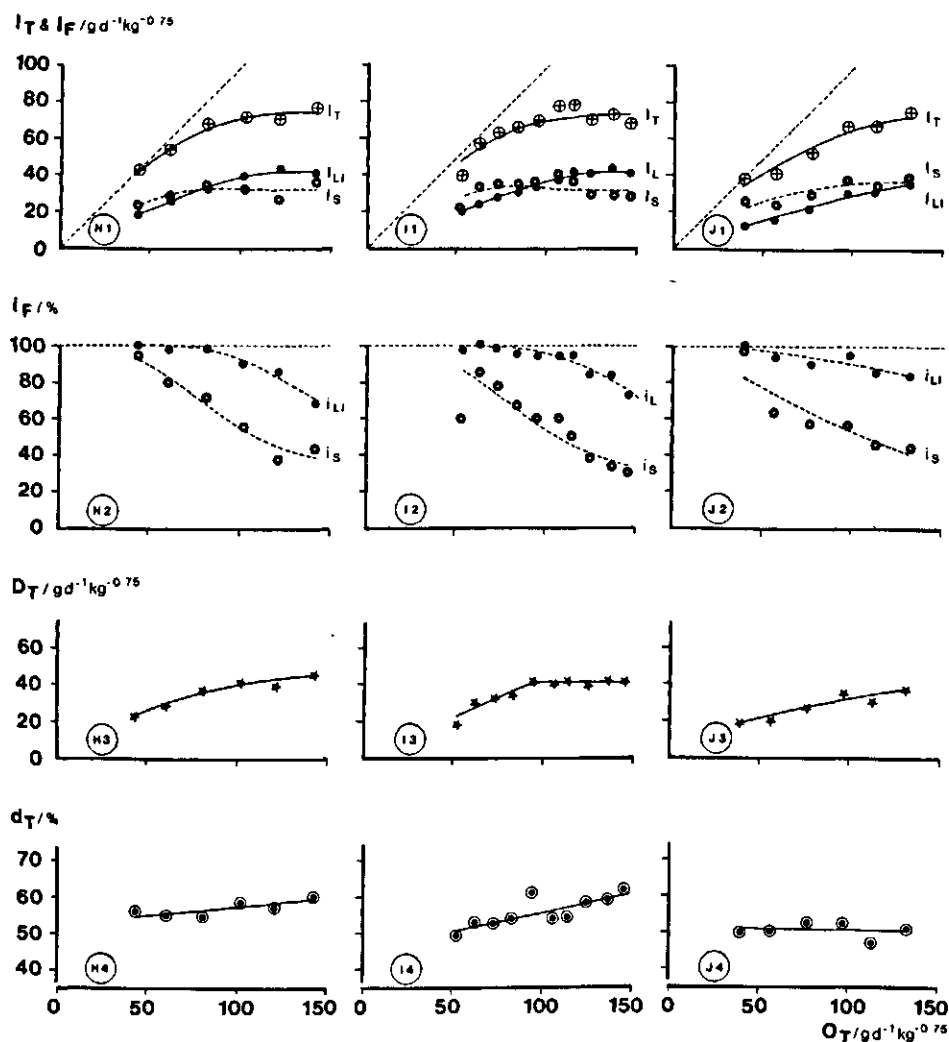 I_T & I_F / g d⁻¹ kg⁻⁰·⁷⁵
100
80
60
40
20
0
I_T
I_LI
I_S
H1
I_T
I_L
I_S
I1
I_T
I_S
I_LI
J1
i_F / %
100
80
60
40
20
0
i_LI
i_S
H2
i_L
i_S
I2
i_LI
i_S
J2
D_T / g d⁻¹ kg⁻⁰·⁷⁵
60
40
20
0
H3
I3
J3
d_T / %
70
60
50
40
H4
I4
J4
0 50 100 150
0 50 100 150
0 50 100 150
O_T / g d⁻¹ kg⁻⁰·⁷⁵